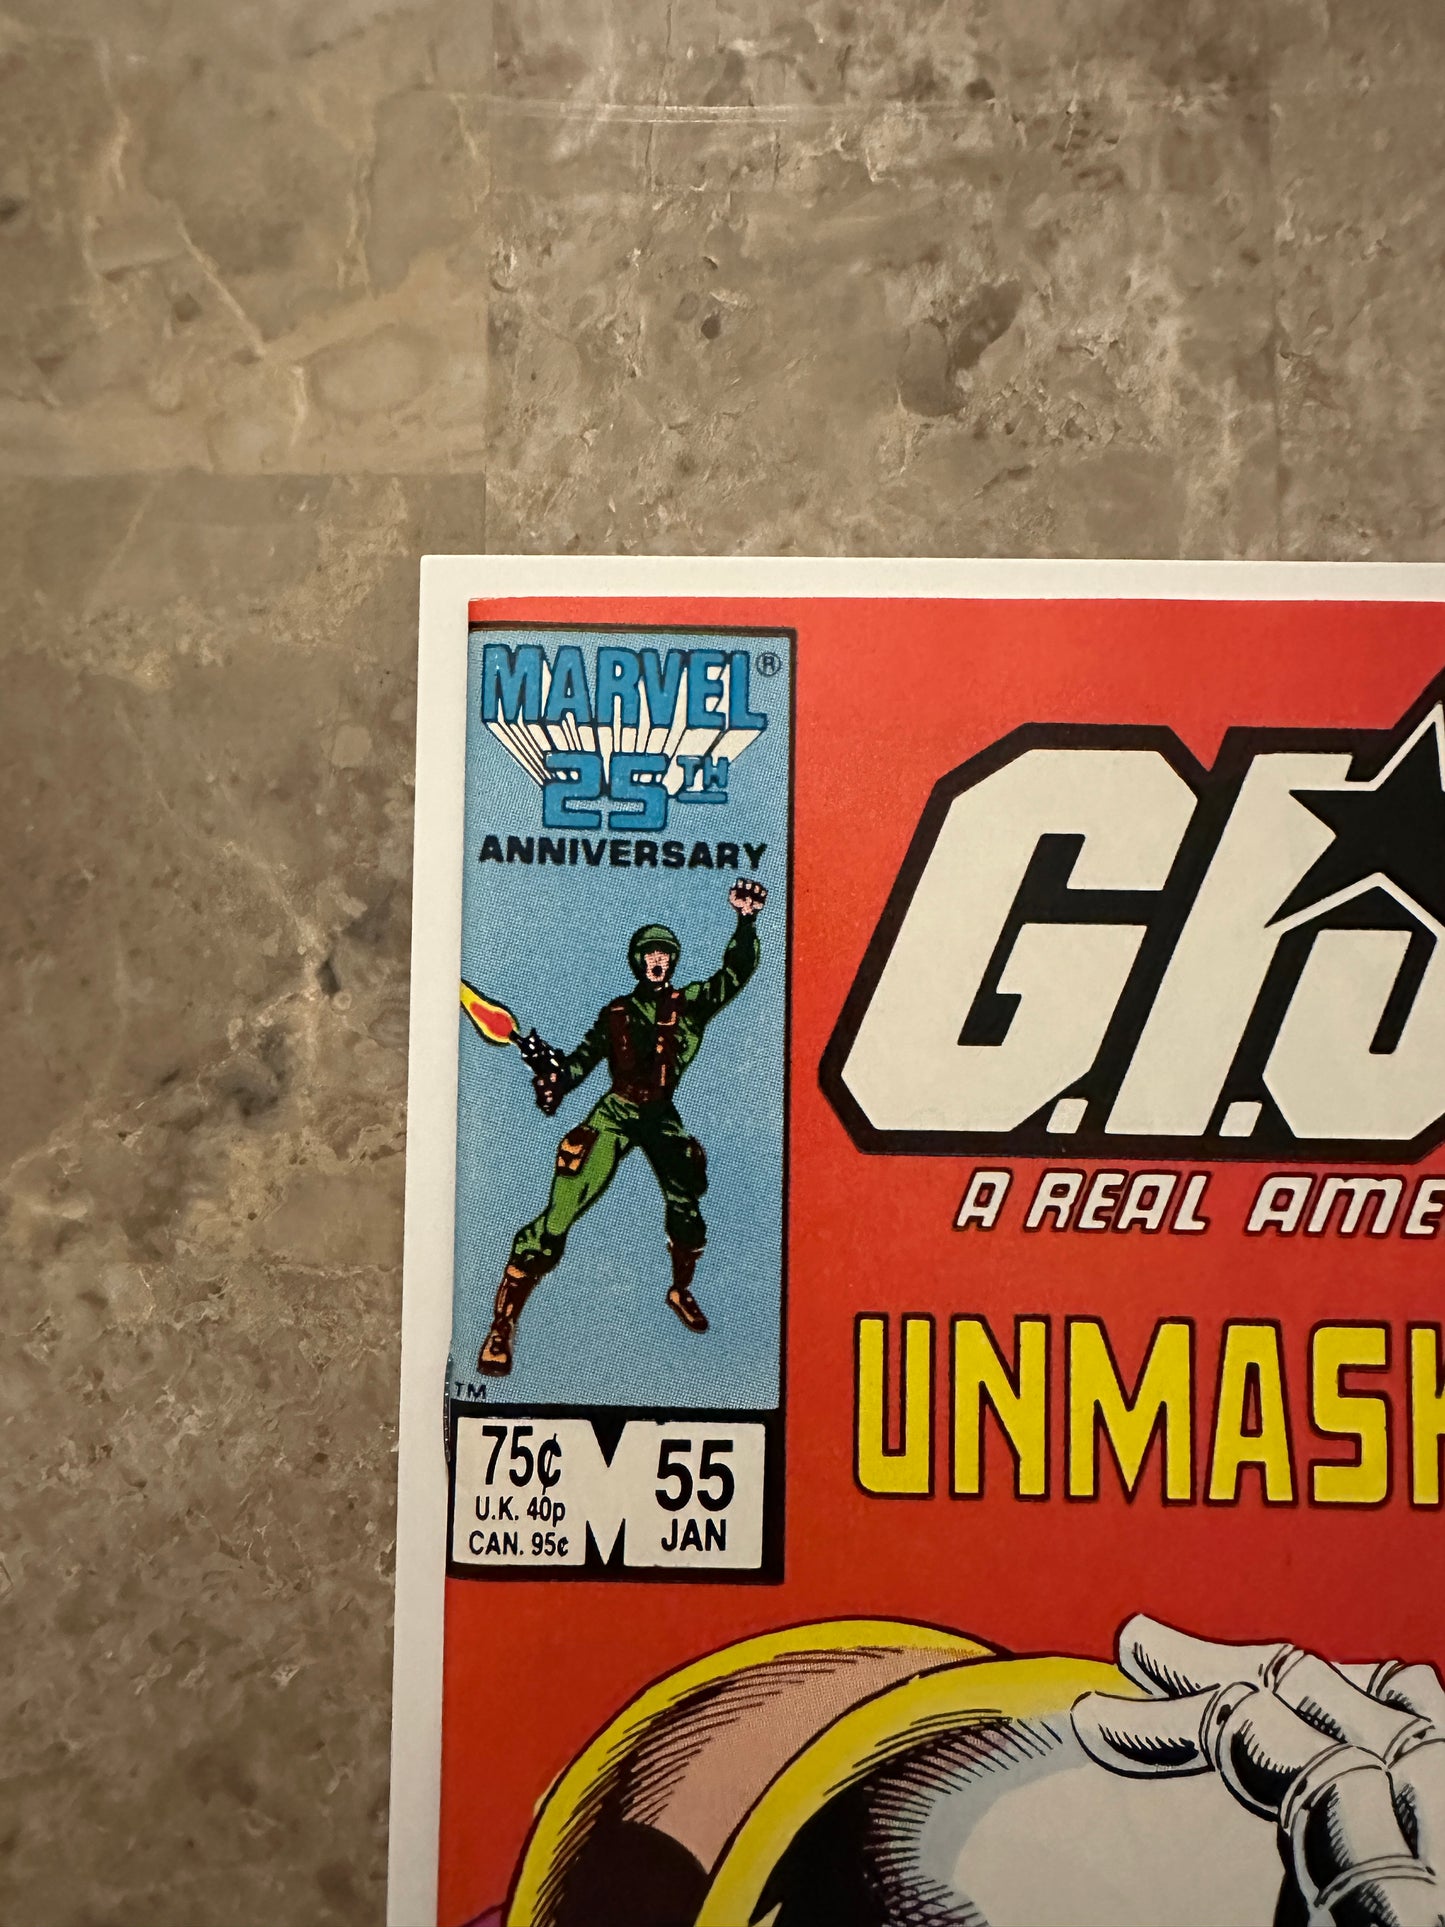 MARVEL®
25TH
ANNIVERSARY
TM
75¢
U.K. 40p
CAN. 95¢
55
JAN
G.I. J
A REAL AME
UNMASK